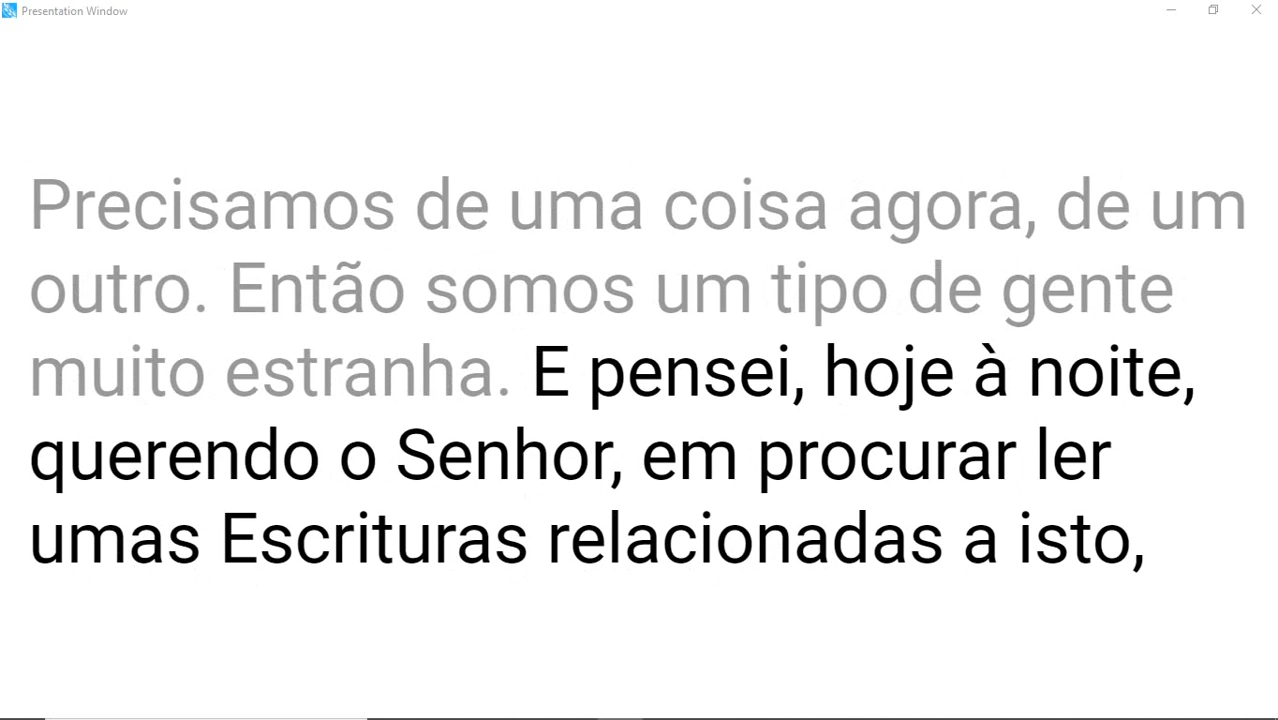 Presentation Window
Precisamos de uma coisa agora, de um
outro. Então somos um tipo de gente
muito estranha. E pensei, hoje à noite,
querendo o Senhor, em procurar ler
umas Escrituras relacionadas a isto,